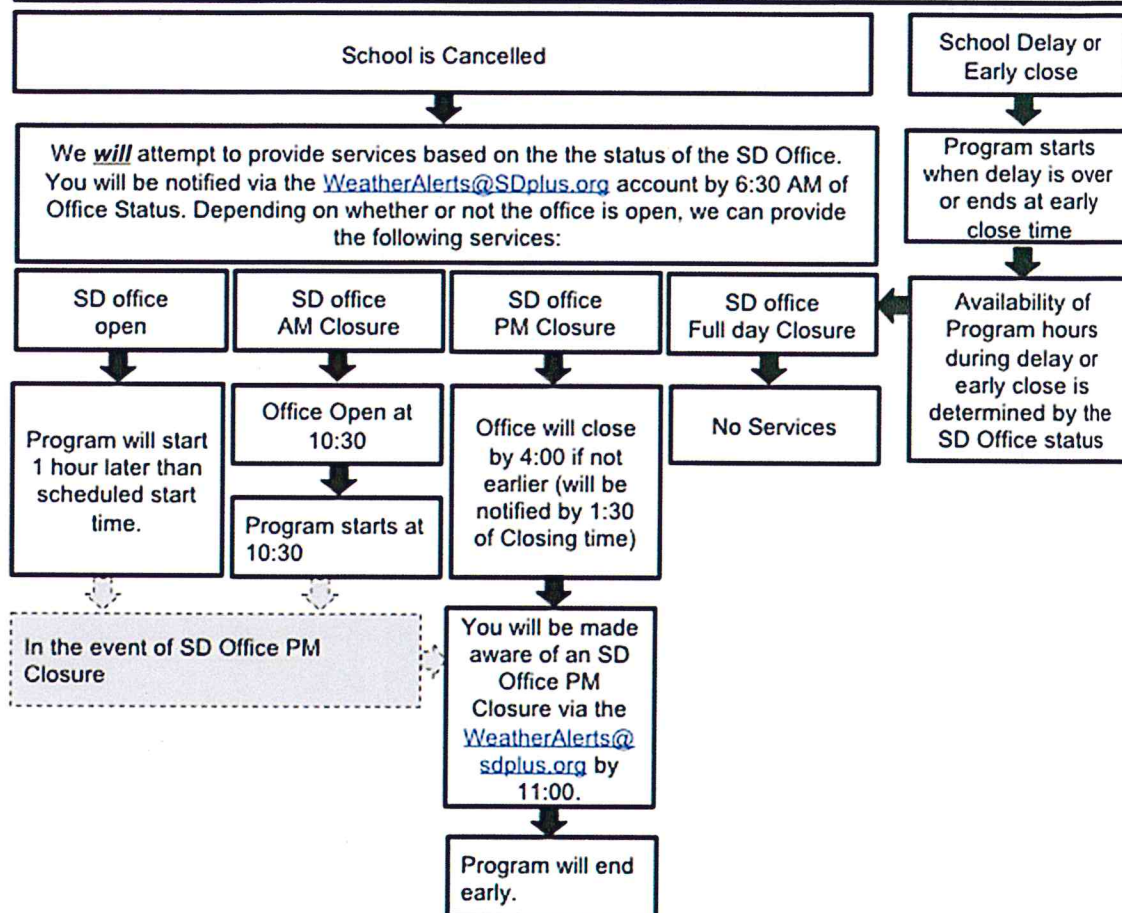 School is Cancelled
School Delay or
Early close
We will attempt to provide services based on the the status of the SD Office.
You will be notified via the WeatherAlerts@SDplus.org account by 6:30 AM of
Office Status. Depending on whether or not the office is open, we can provide
the following services:
Program starts
when delay is over
or ends at early
close time
SD office
open
SD office
AM Closure
SD office
PM Closure
SD office
Full day Closure
Availability of
Program hours
during delay or
early close is
determined by the
SD Office status
Program will start
1 hour later than
scheduled start
time.
Office Open at
10:30
Program starts at
10:30
Office will close
by 4:00 if not
earlier (will be
notified by 1:30
of Closing time)
No Services
In the event of SD Office PM
Closure
You will be made
aware of an SD
Office PM
Closure via the
WeatherAlerts@
sdplus.org by
11:00.
Program will end
early.